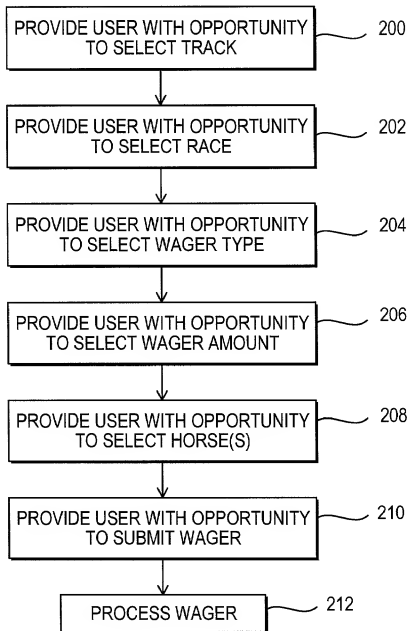 PROVIDE USER WITH OPPORTUNITY
TO SELECT TRACK
200
PROVIDE USER WITH OPPORTUNITY
TO SELECT RACE
202
PROVIDE USER WITH OPPORTUNITY
TO SELECT WAGER TYPE
204
PROVIDE USER WITH OPPORTUNITY
TO SELECT WAGER AMOUNT
206
PROVIDE USER WITH OPPORTUNITY
TO SELECT HORSE(S)
208
PROVIDE USER WITH OPPORTUNITY
TO SUBMIT WAGER
210
PROCESS WAGER
212